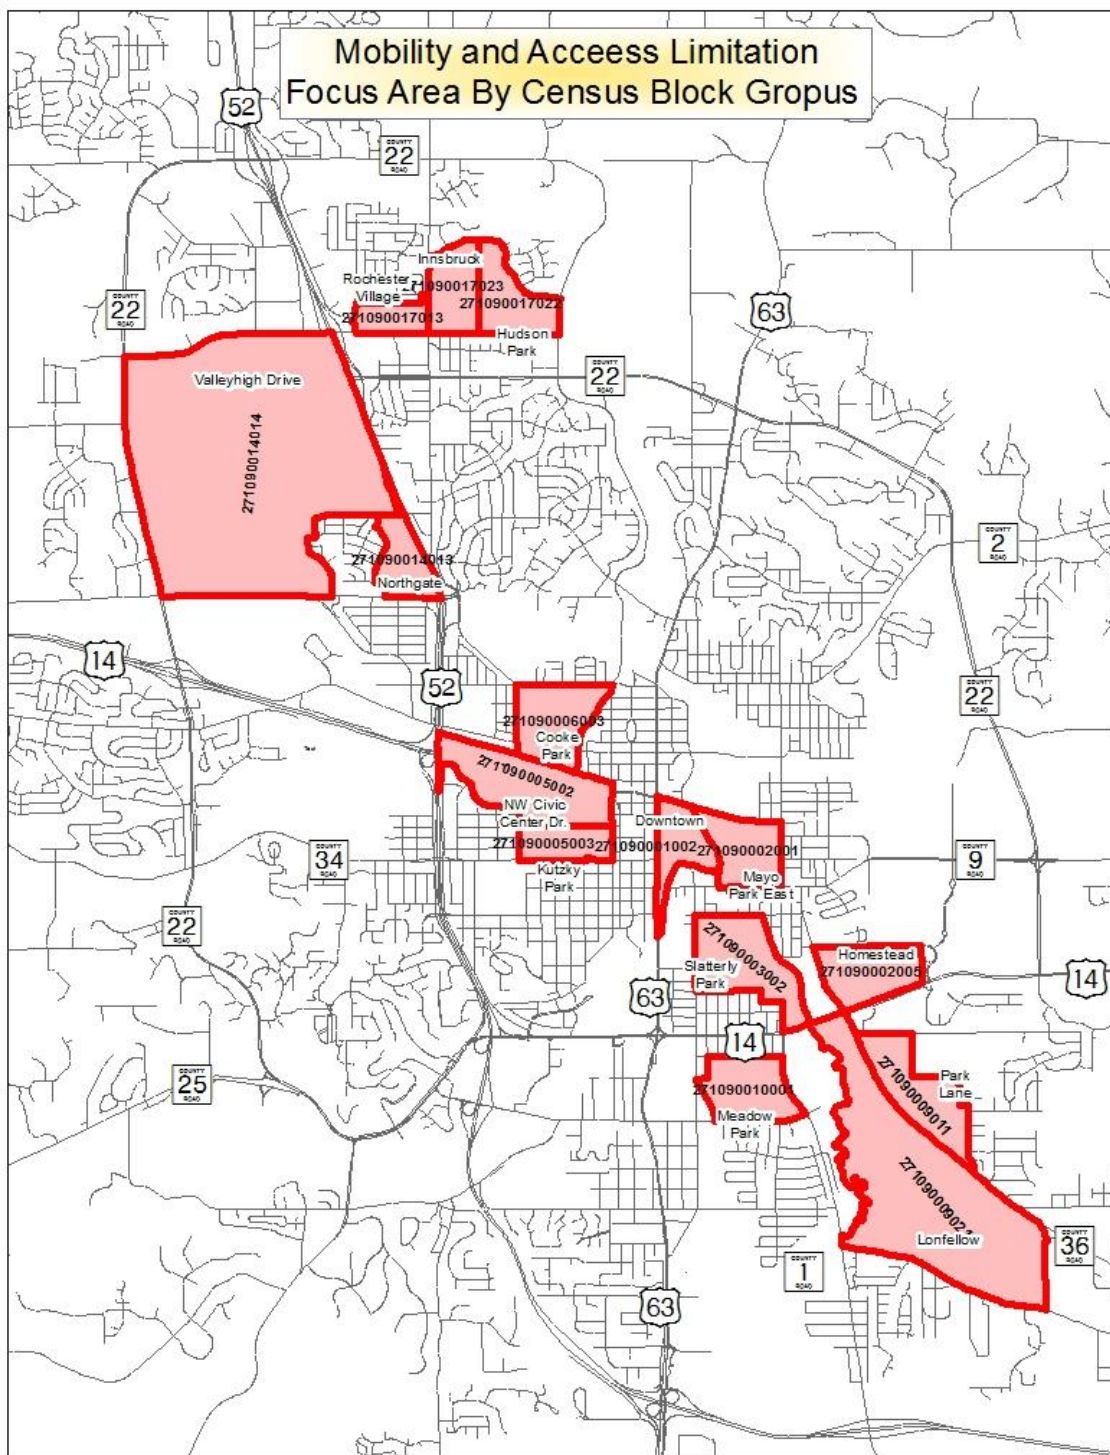 Mobility and Acceess Limitation
Focus Area By Census Block Gropus
52
COUNTY
22
ROAD
Innsbruck
Rochester
Village
271090017023
271090017022
271090017013
Hudson
Park
COUNTY
22
ROAD
63
Valleyhigh Drive
COUNTY
22
ROAD
271090014014
COUNTY
2
ROAD
271090014013
Northgate
14
52
COUNTY
22
ROAD
271090006003
Cooke
Park
271090005002
NW Civic
Center Dr.
Downtown
271090005003
271090001002
271090002001
Kutzky
Park
Mayo
Park East
COUNTY
34
ROAD
COUNTY
9
ROAD
COUNTY
22
ROAD
271090003002
Slatterly
Park
Homestead
271090002005
14
63
14
COUNTY
25
ROAD
271090010001
Meadow
Park
Park
Lane
271090009011
Lonfellow
COUNTY
36
ROAD
COUNTY
1
ROAD
63